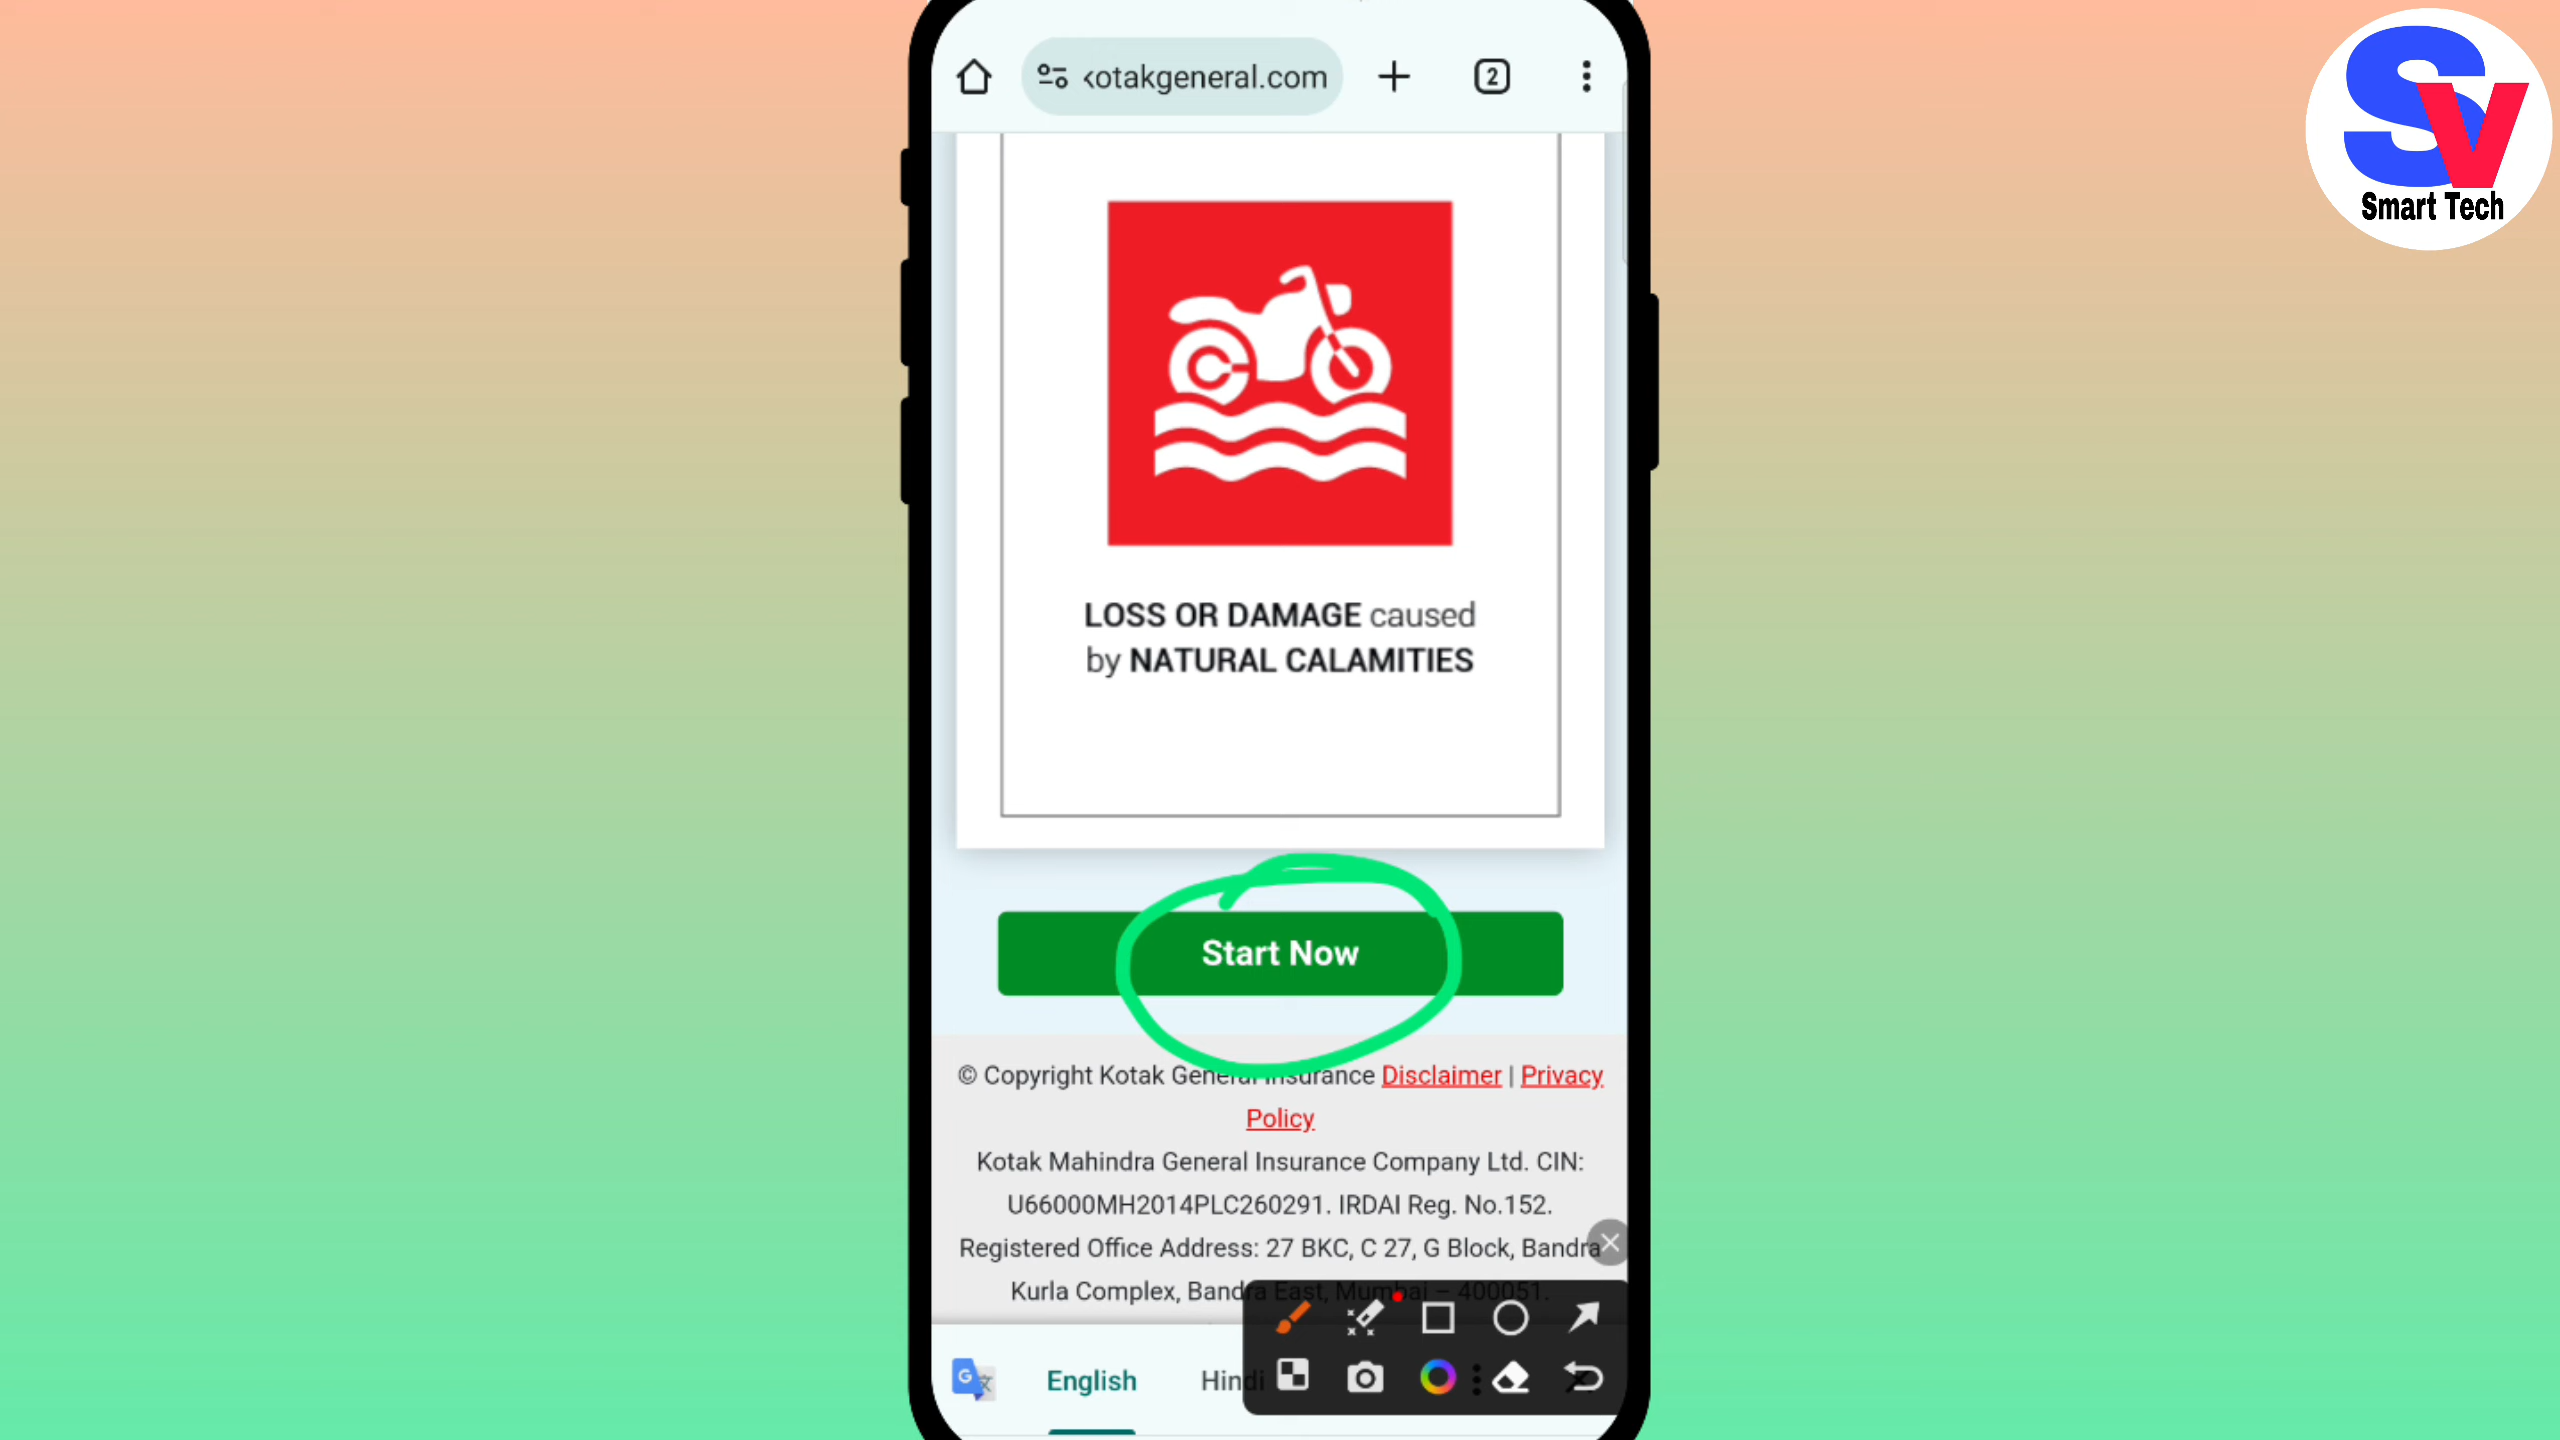 kotakgeneral.com
2
SV
Smart Tech
LOSS OR DAMAGE caused
by NATURAL CALAMITIES
Start Now
© Copyright Kotak General Insurance Disclaimer | Privacy
Policy
Kotak Mahindra General Insurance Company Ltd. CIN:
U66000MH2014PLC260291. IRDAI Reg. No.152.
Registered Office Address: 27 BKC, C 27, G Block, Bandra
Kurla Complex, Bandra East, Mumbai – 400051.
English
Hindi